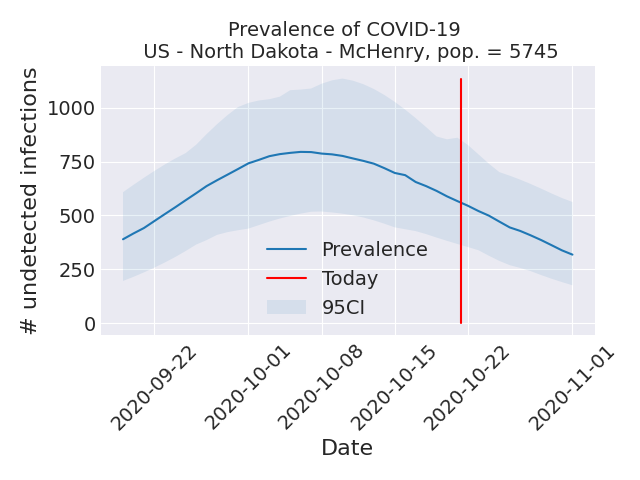 Prevalence of COVID-19
US - North Dakota - McHenry, pop. = 5745
# undetected infections
1000
750
500
250
0
Prevalence
Today
95CI
2020-09-22
2020-10-01
2020-10-08
2020-10-15
2020-10-22
2020-11-01
Date